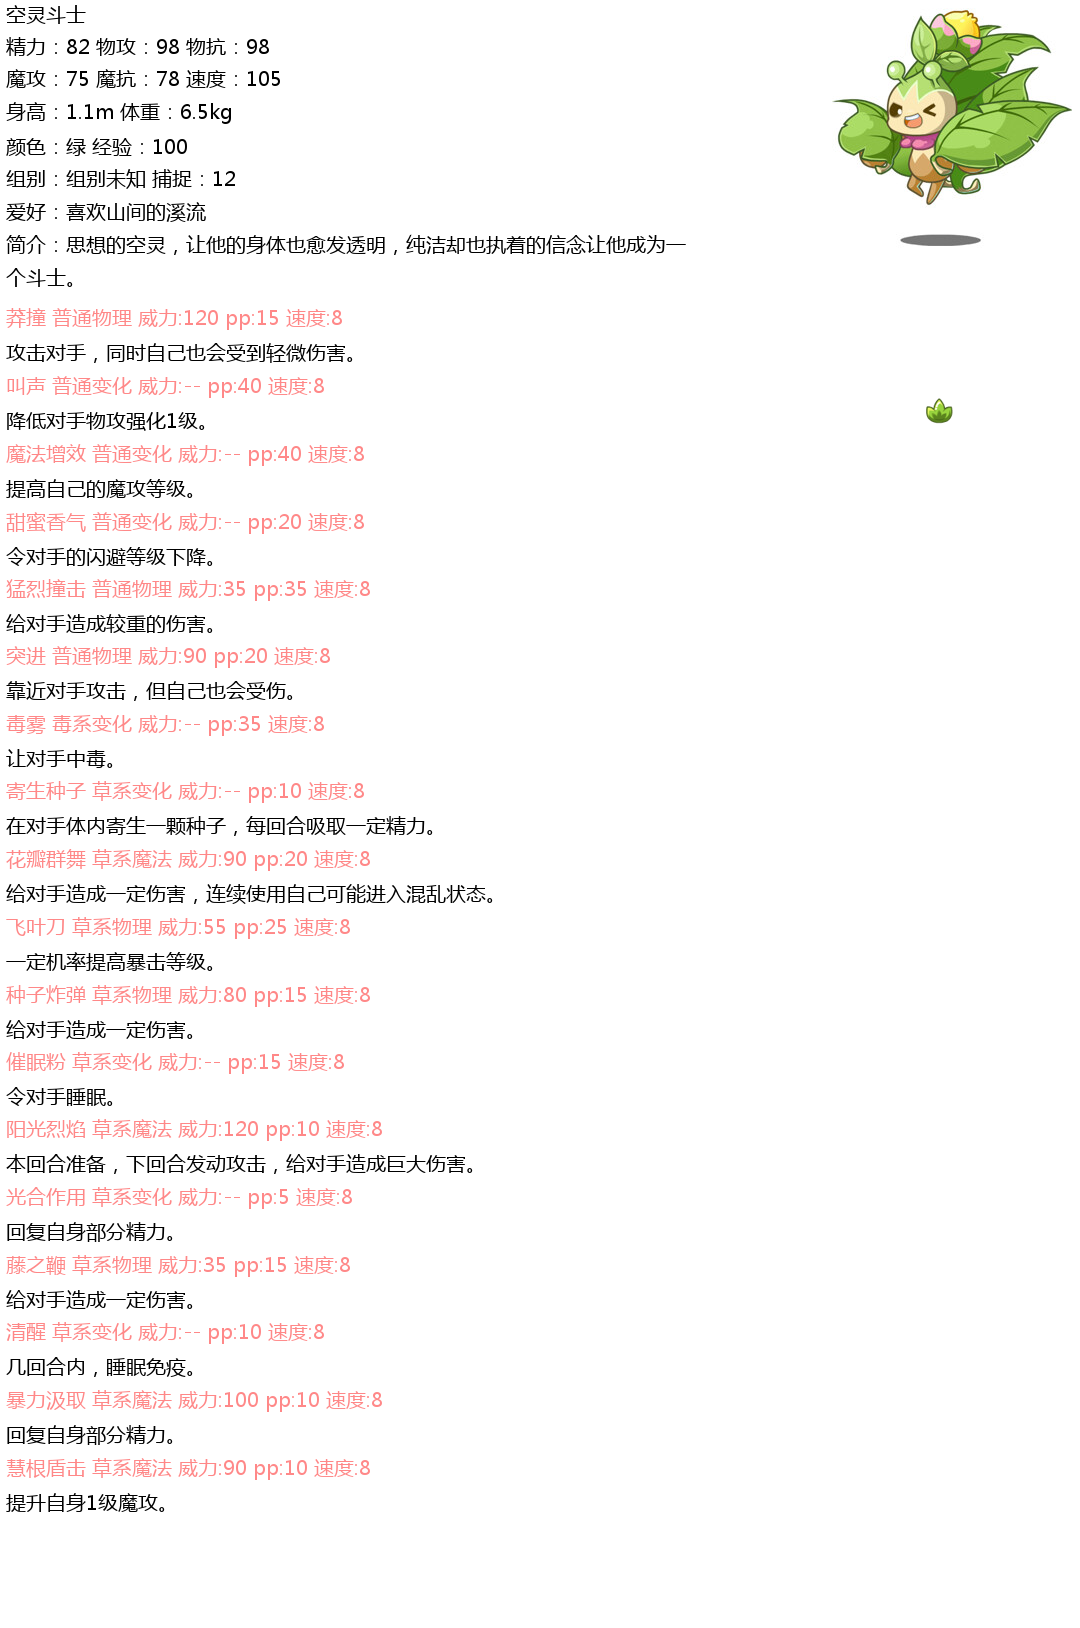 空灵斗士
精力：82 物攻：98 物抗：98
魔攻：75 魔抗：78 速度：105
身高：1.1m 体重：6.5kg
颜色：绿 经验：100
组别：组别未知 捕捉：12
爱好：喜欢山间的溪流
简介：思想的空灵，让他的身体也愈发透明，纯洁却也执着的信念让他成为一
个斗士。
莽撞 普通物理 威力:120 pp:15 速度:8
攻击对手，同时自己也会受到轻微伤害。
叫声 普通变化 威力:-- pp:40 速度:8
降低对手物攻强化1级。
魔法增效 普通变化 威力:-- pp:40 速度:8
提高自己的魔攻等级。
甜蜜香气 普通变化 威力:-- pp:20 速度:8
令对手的闪避等级下降。
猛烈撞击 普通物理 威力:35 pp:35 速度:8
给对手造成较重的伤害。
突进 普通物理 威力:90 pp:20 速度:8
靠近对手攻击，但自己也会受伤。
毒雾 毒系变化 威力:-- pp:35 速度:8
让对手中毒。
寄生种子 草系变化 威力:-- pp:10 速度:8
在对手体内寄生一颗种子，每回合吸取一定精力。
花瓣群舞 草系魔法 威力:90 pp:20 速度:8
给对手造成一定伤害，连续使用自己可能进入混乱状态。
飞叶刀 草系物理 威力:55 pp:25 速度:8
一定机率提高暴击等级。
种子炸弹 草系物理 威力:80 pp:15 速度:8
给对手造成一定伤害。
催眠粉 草系变化 威力:-- pp:15 速度:8
令对手睡眠。
阳光烈焰 草系魔法 威力:120 pp:10 速度:8
本回合准备，下回合发动攻击，给对手造成巨大伤害。
光合作用 草系变化 威力:-- pp:5 速度:8
回复自身部分精力。
藤之鞭 草系物理 威力:35 pp:15 速度:8
给对手造成一定伤害。
清醒 草系变化 威力:-- pp:10 速度:8
几回合内，睡眠免疫。
暴力汲取 草系魔法 威力:100 pp:10 速度:8
回复自身部分精力。
慧根盾击 草系魔法 威力:90 pp:10 速度:8
提升自身1级魔攻。